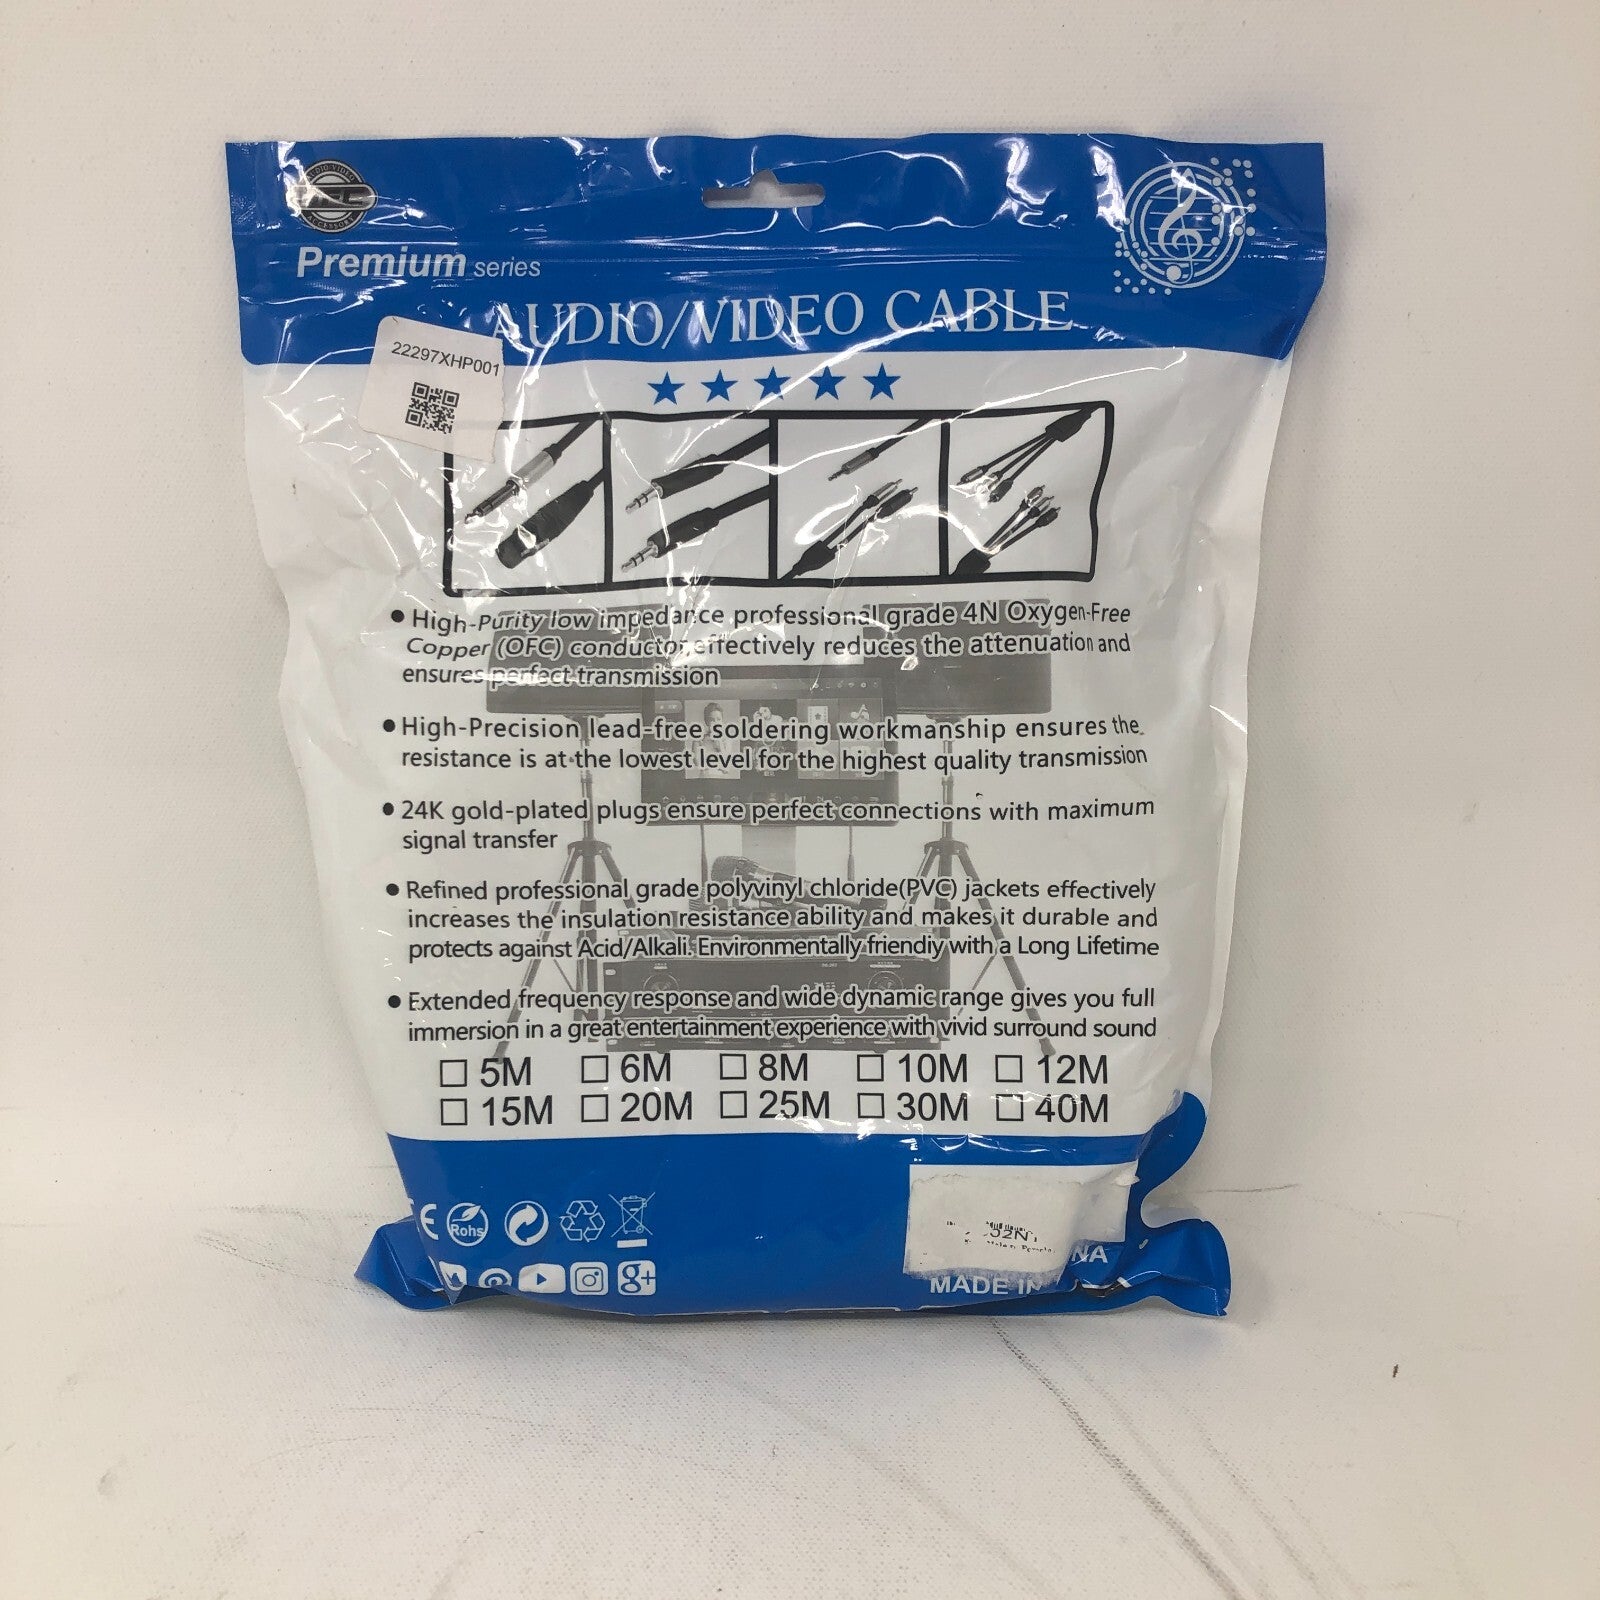 AUDIO VIDEO
ACCESSORY
Premium series
AUDIO/VIDEO CABLE
22297XHP001
High-Purity low impedance professional grade 4N Oxygen-Free
Copper (OFC) conductor effectively reduces the attenuation and
ensures perfect transmission
High-Precision lead-free soldering workmanship ensures the
resistance is at the lowest level for the highest quality transmission
24K gold-plated plugs ensure perfect connections with maximum
signal transfer
Refined professional grade polyvinyl chloride(PVC) jackets effectively
increases the insulation resistance ability and makes it durable and
protects against Acid/Alkali. Environmentally friendiy with a Long Lifetime
Extended frequency response and wide dynamic range gives you full
immersion in a great entertainment experience with vivid surround sound
5M 6M 8M 10M 12M
15M 20M 25M 30M 40M
CE Rohs
g+
MADE IN